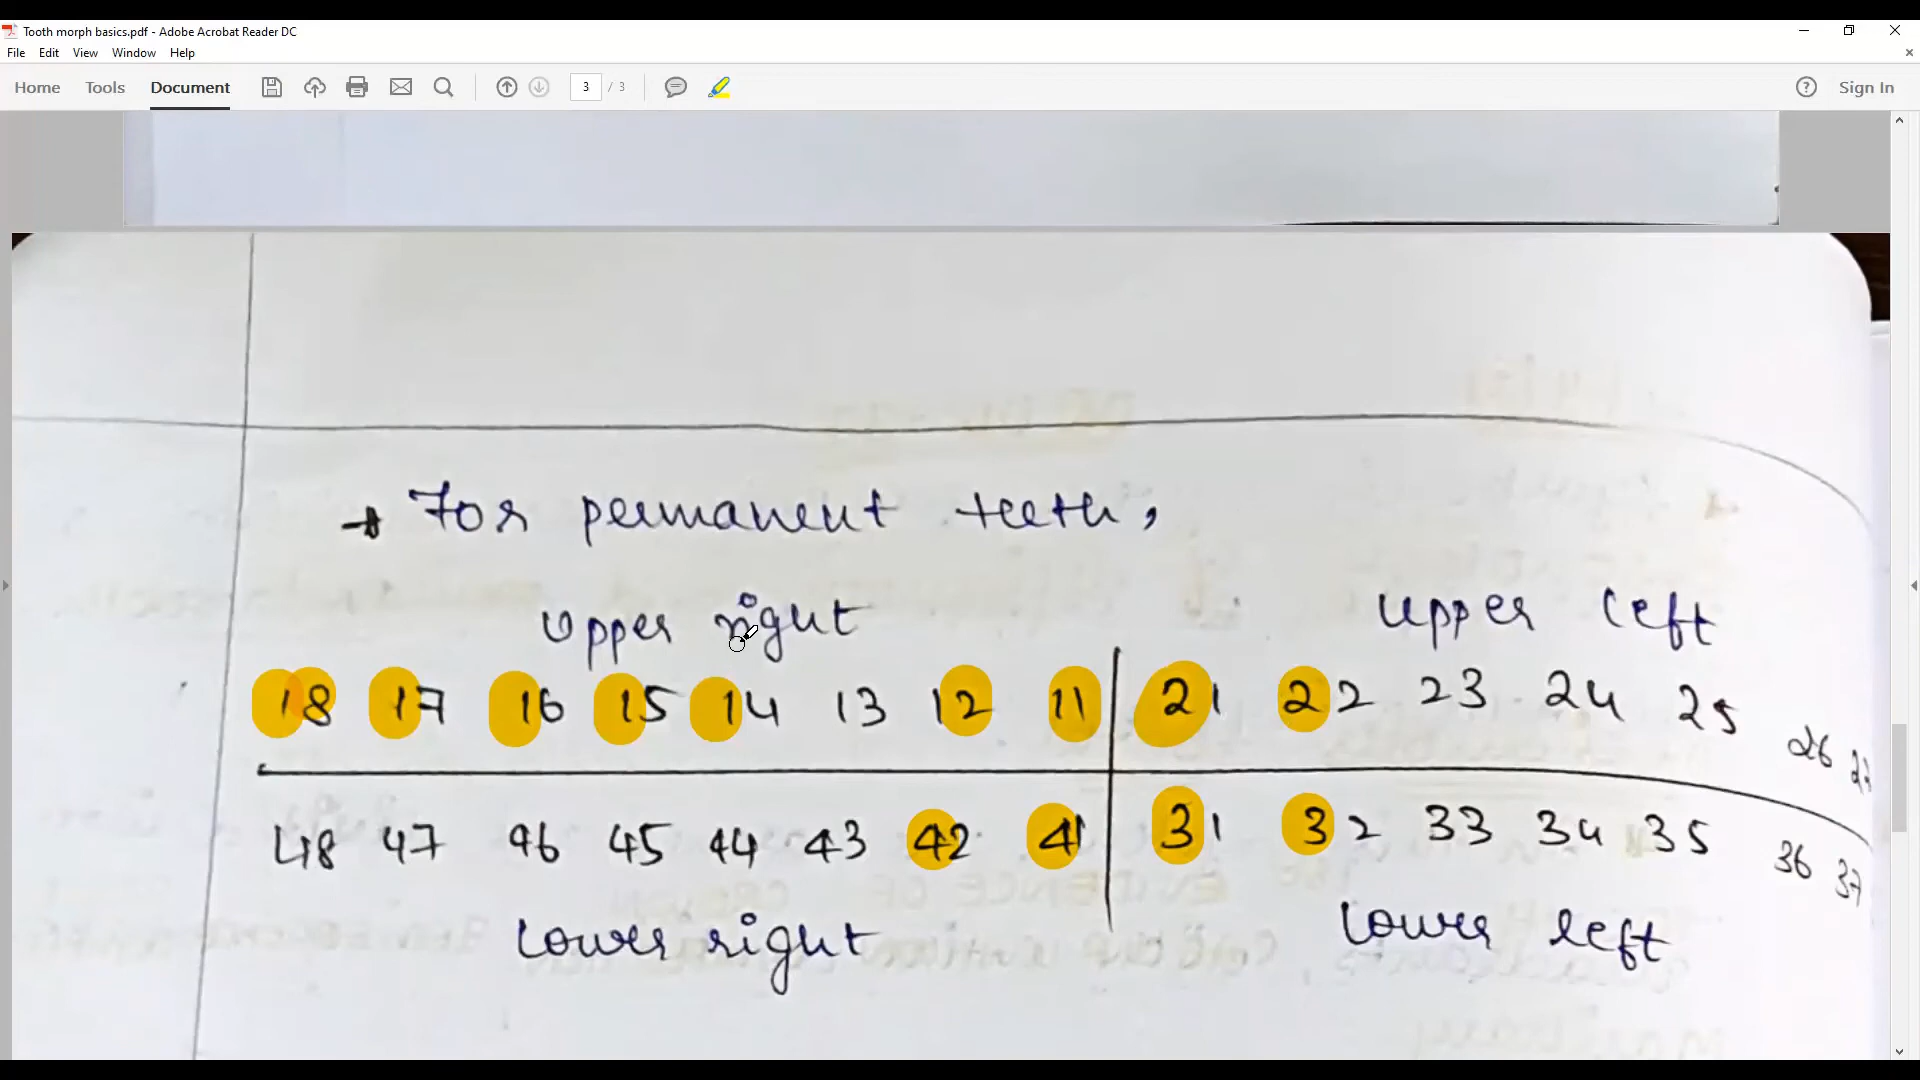 Tooth morph basics.pdf - Adobe Acrobat Reader DC
File Edit View Window Help
Home Tools Document 3 / 3 Sign In
→ For permanent teeth,
Upper right Upper left
18 17 16 15 14 13 12 11 21 22 23 24 25 26
48 47 46 45 44 43 42 41 31 32 33 34 35 36 37
Lower right Lower left